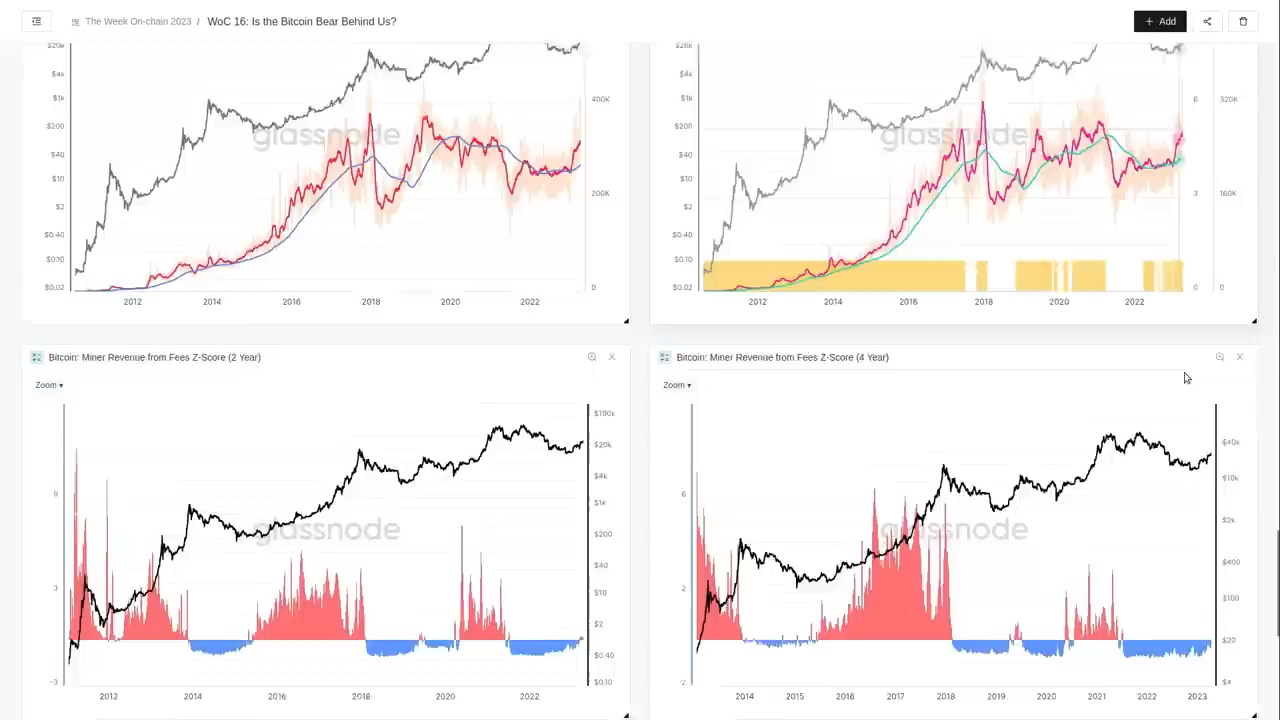 The Week On-chain 2023 / WoC 16: Is the Bitcoin Bear Behind Us?
+ Add
$20k
$4k
$1k
$200
$40
$10
$2
$0.40
$0.10
$0.02
400K
200K
0
glassnode
2012 2014 2016 2018 2020 2022
$20k
$4k
$1k
$200
$40
$10
$2
$0.40
$0.10
$0.02
6
3
0
320K
160K
0
glassnode
2012 2014 2016 2018 2020 2022
Bitcoin: Miner Revenue from Fees Z-Score (2 Year)
Zoom ▾
3
-3
$100k
$20k
$4k
$1k
$200
$40
$10
$2
$0.40
$0.10
glassnode
2012 2014 2016 2018 2020 2022
Bitcoin: Miner Revenue from Fees Z-Score (4 Year)
Zoom ▾
6
2
$40k
$10k
$2k
$400
$100
$20
$4
glassnode
2014 2015 2016 2017 2018 2019 2020 2021 2022 2023